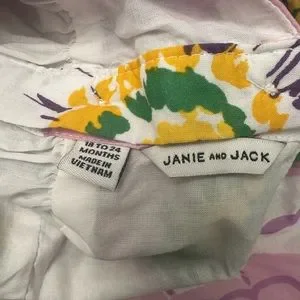 18 TO 24
MONTHS
MADE IN
VIETNAM
JANIE AND JACK